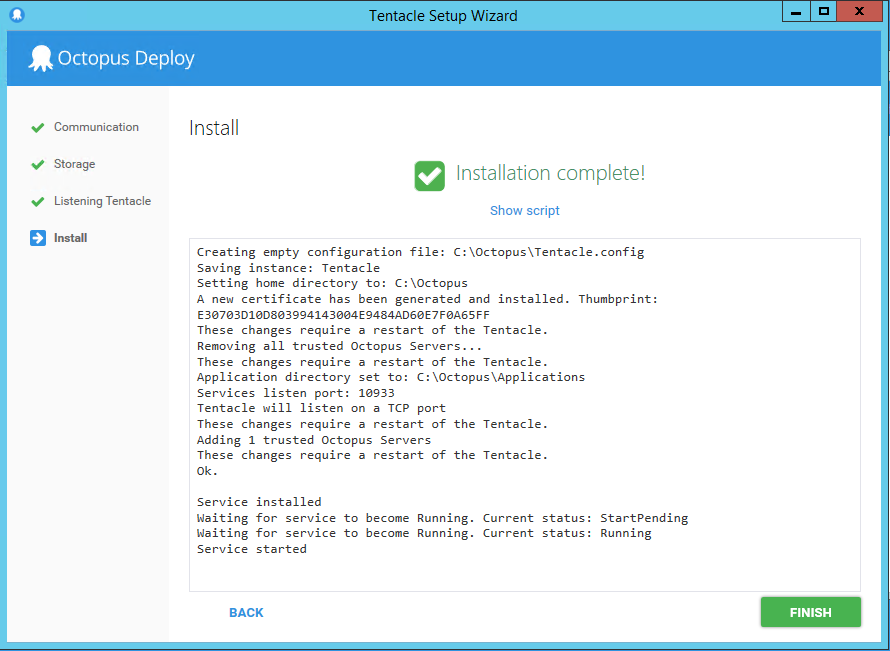 Tentacle Setup Wizard
Octopus Deploy
Communication
Storage
Listening Tentacle
Install
Install
Installation complete!
Show script
Creating empty configuration file: C:\Octopus\Tentacle.config
Saving instance: Tentacle
Setting home directory to: C:\Octopus
A new certificate has been generated and installed. Thumbprint:
E30703D10D803994143004E9484AD60E7F0A65FF
These changes require a restart of the Tentacle.
Removing all trusted Octopus Servers...
These changes require a restart of the Tentacle.
Application directory set to: C:\Octopus\Applications
Services listen port: 10933
Tentacle will listen on a TCP port
These changes require a restart of the Tentacle.
Adding 1 trusted Octopus Servers
These changes require a restart of the Tentacle.
Ok.
Service installed
Waiting for service to become Running. Current status: StartPending
Waiting for service to become Running. Current status: Running
Service started
BACK
FINISH